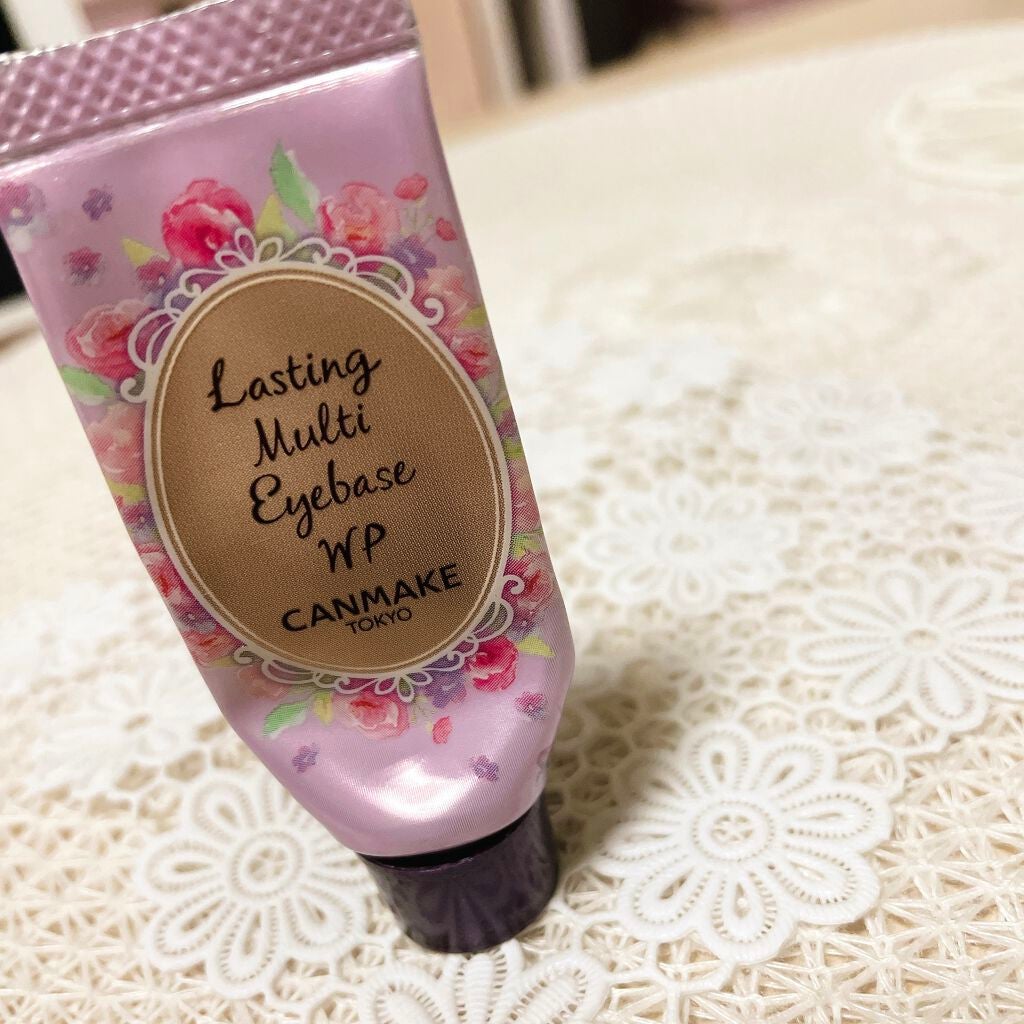 Lasting
Multi
Eyebase
WP
CANMAKE
TOKYO